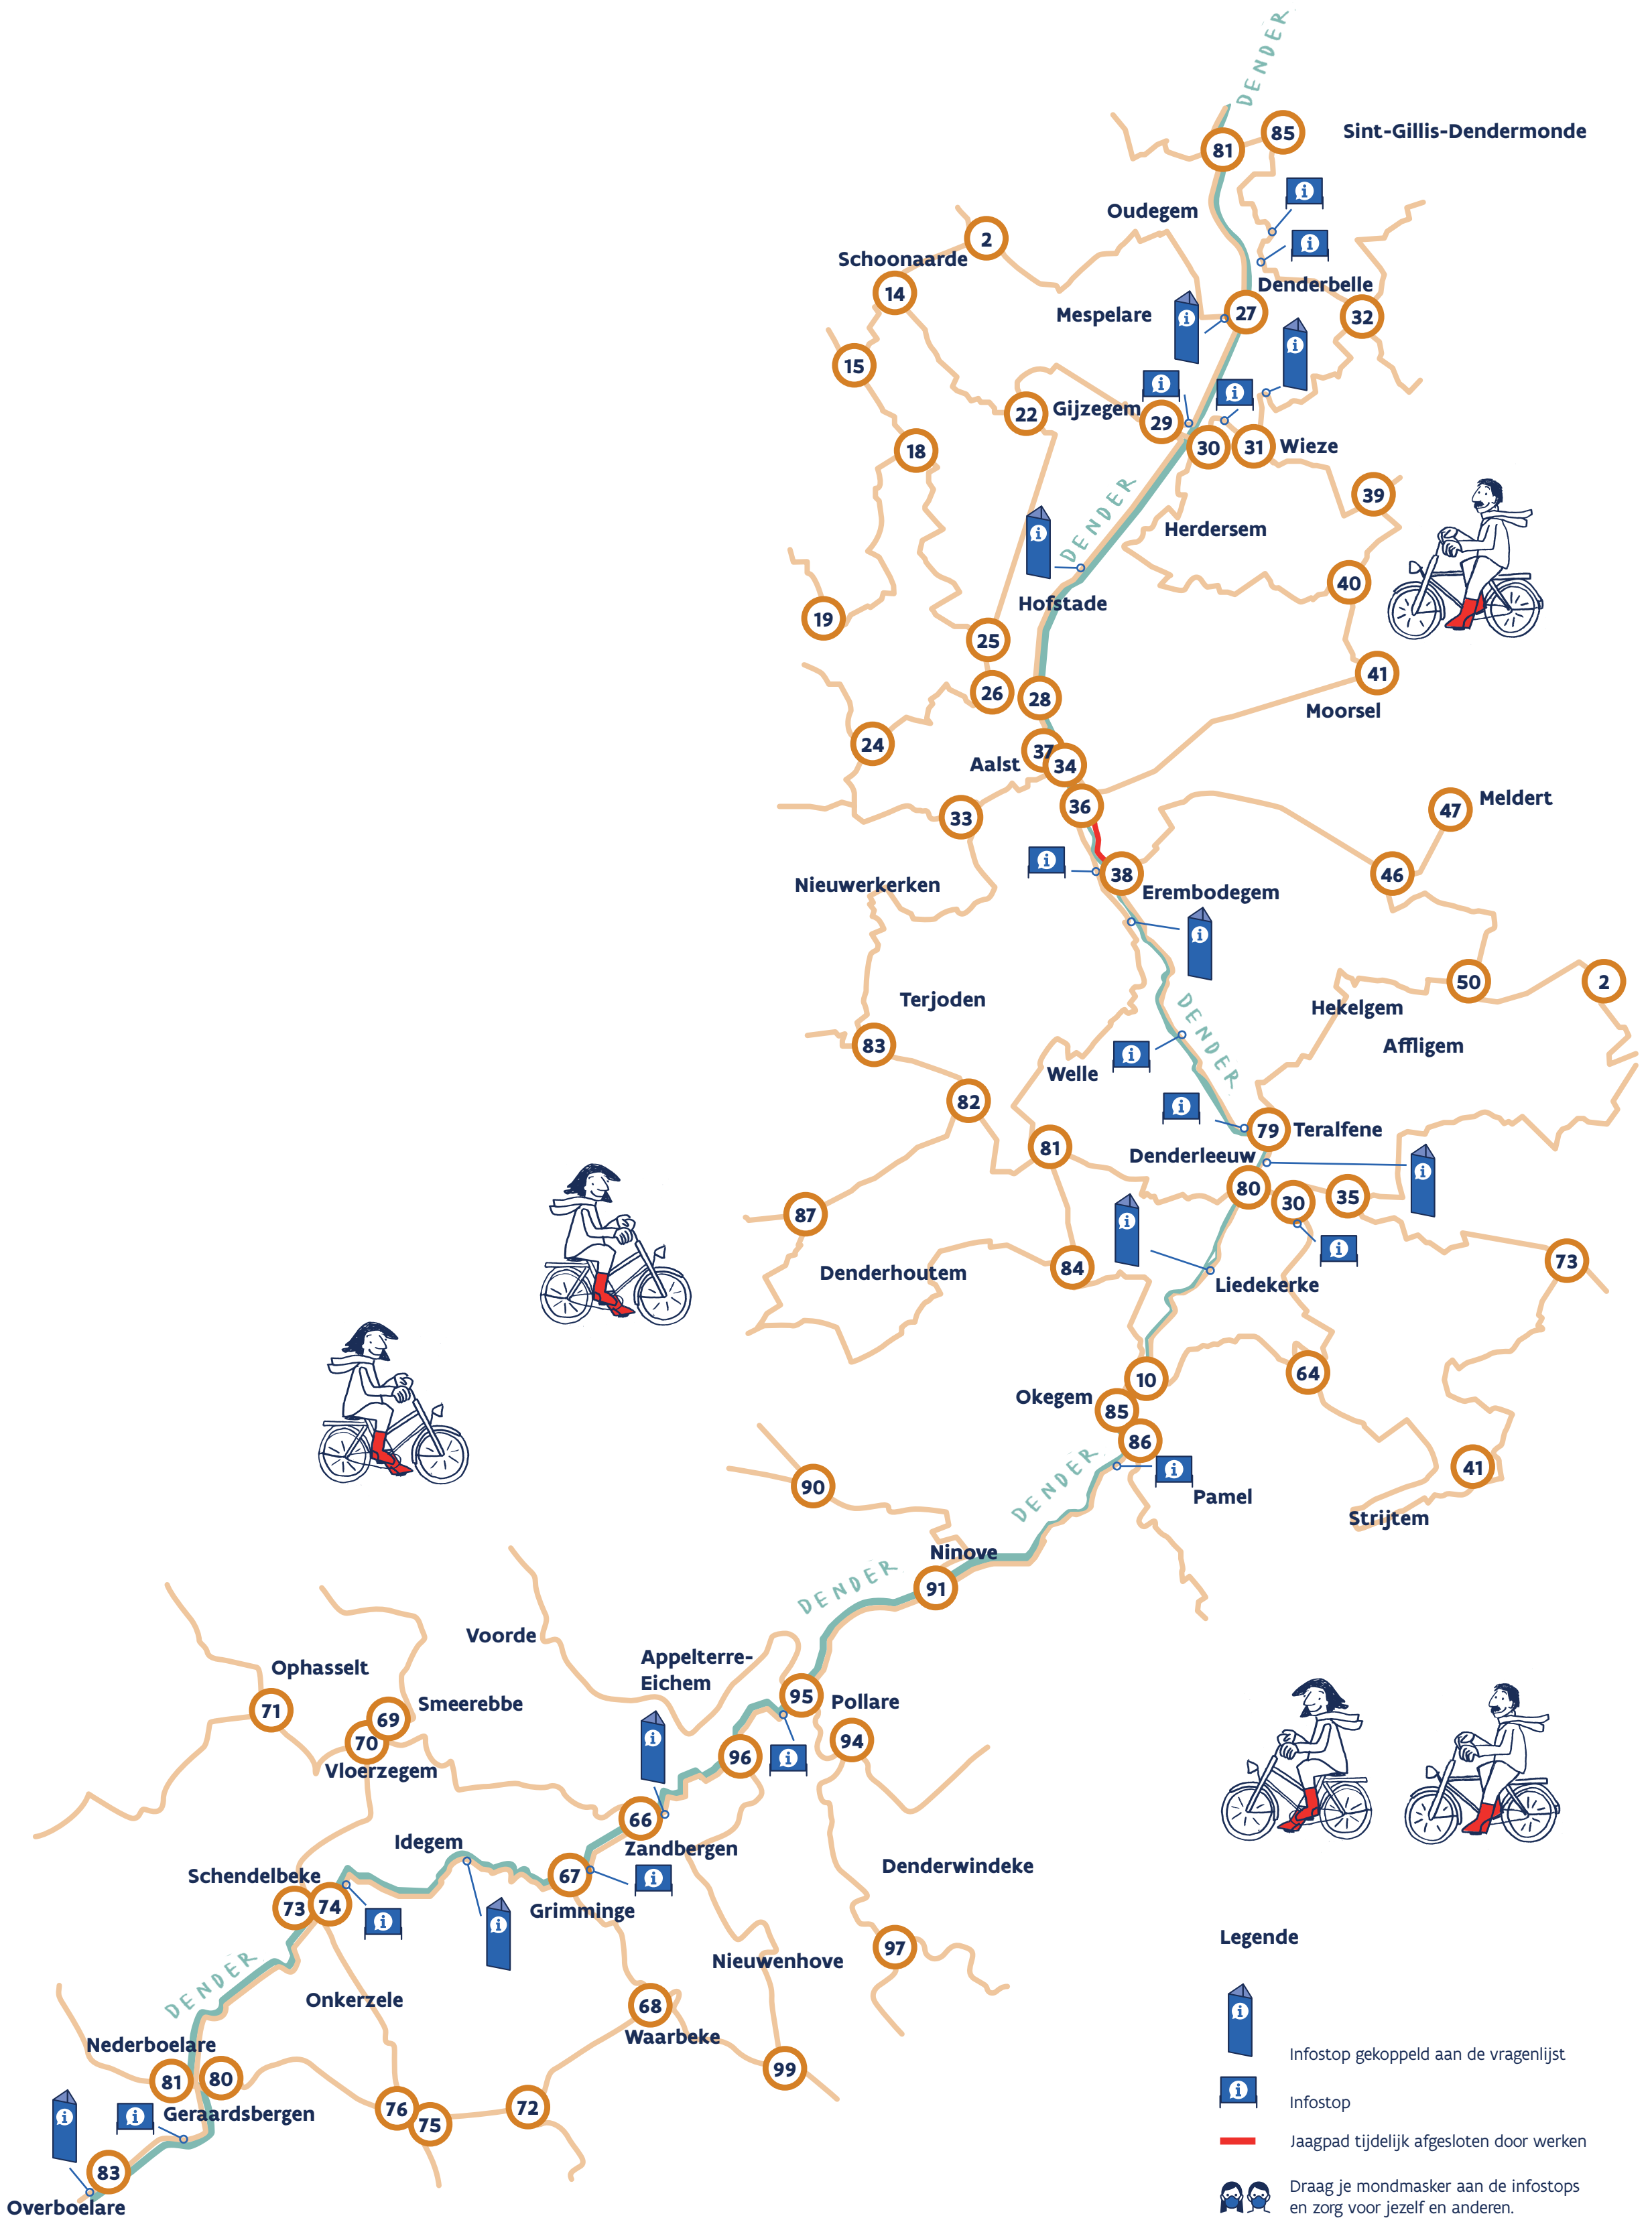 DENDER
85
Sint-Gillis-Dendermonde
81
Oudegem
2
Schoonaarde
14
Denderbelle
27
Mespelare
32
15
22
Gijzegem
29
30
31
Wieze
18
39
DENDER
Herdersem
40
Hofstade
19
25
41
26
28
Moorsel
24
37
Aalst
34
36
47
Meldert
33
38
46
Nieuwerkerken
Erembodegem
50
2
Terjoden
Hekelgem
DENDER
83
Affligem
Welle
82
79
Teralfene
81
Denderleeuw
80
35
30
87
73
84
Denderhoutem
Liedekerke
64
10
Okegem
85
86
41
DENDER
90
Pamel
Strijtem
Ninove
91
DENDER
Voorde
Appelterre-
Eichem
Ophasselt
95
Pollare
71
Smeerebbe
69
94
70
96
Vloerzegem
66
Idegem
Zandbergen
Schendelbeke
67
Denderwindeke
73
74
Grimminge
97
Legende
DENDER
Nieuwenhove
Onkerzele
68
Waarbeke
Nederboelare
Infostop gekoppeld aan de vragenlijst
99
81
80
Infostop
76
72
Geraardsbergen
75
Jaagpad tijdelijk afgesloten door werken
83
Draag je mondmasker aan de infostops
en zorg voor jezelf en anderen.
Overboelare